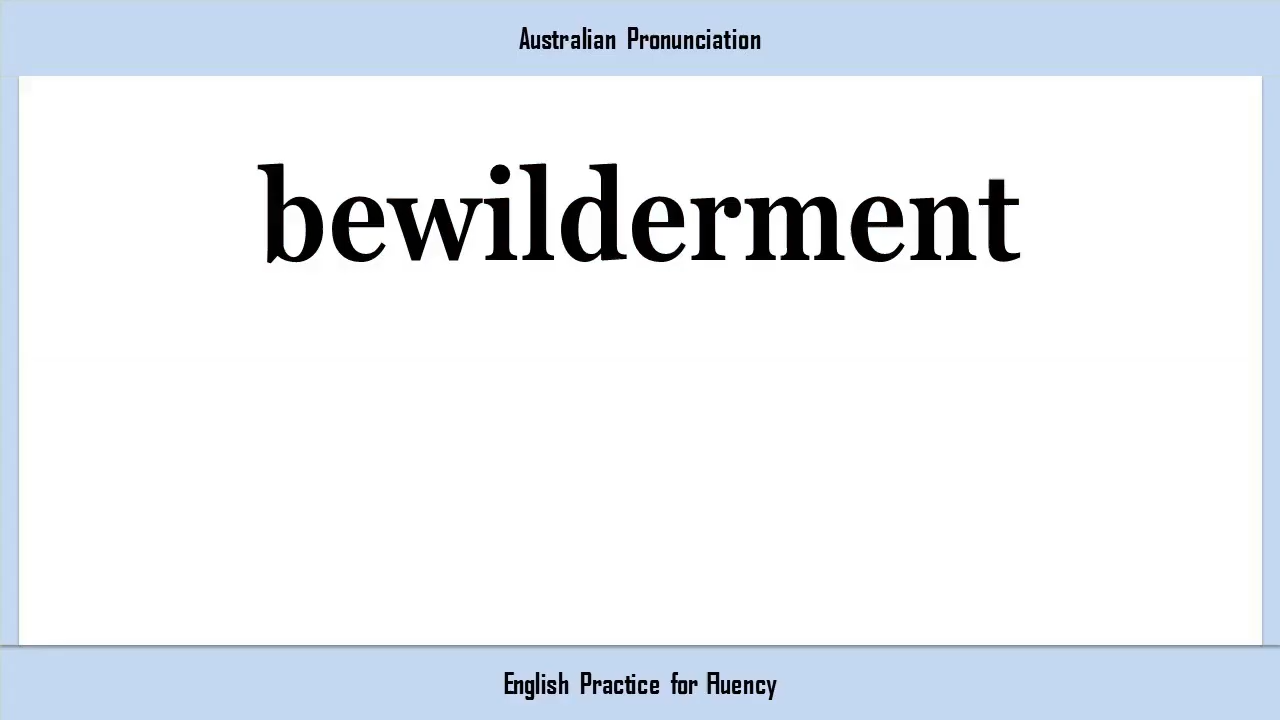 Australian Pronunciation
bewilderment
English Practice for Fluency